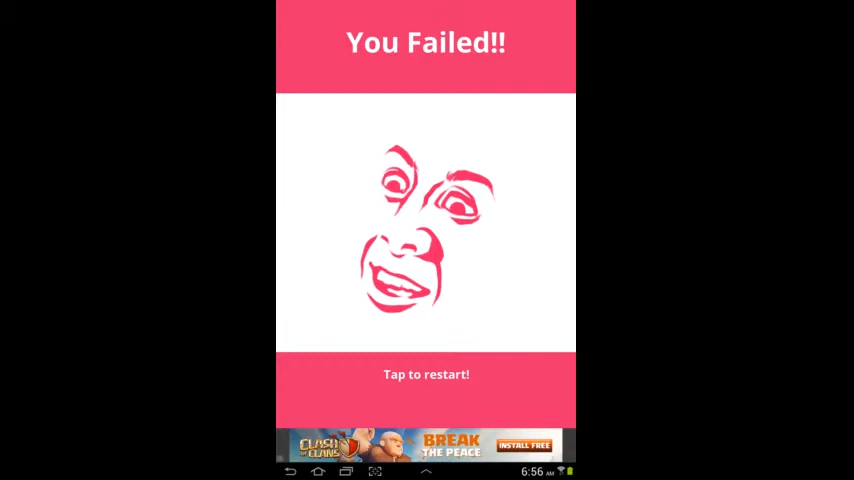 You Failed!!
Tap to restart!
CLASH
OF CLANS
BREAK
THE PEACE
INSTALL FREE
6:56 AM